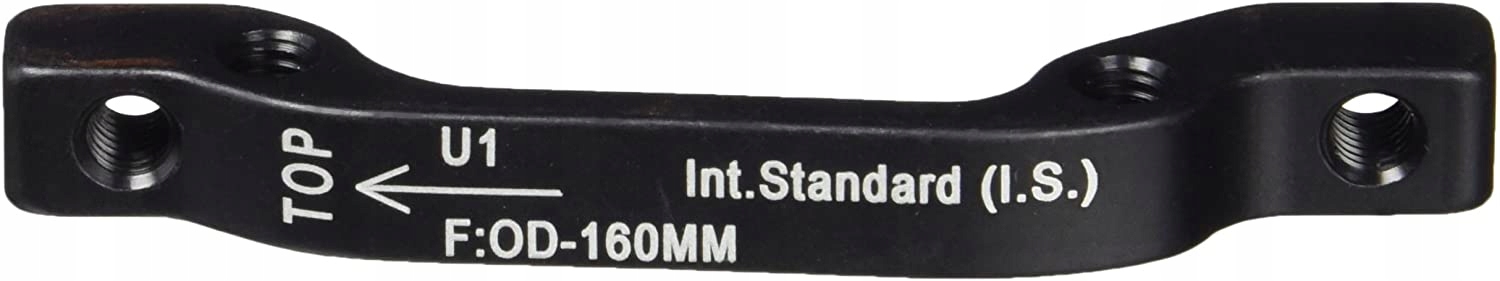 TOP
U1
F:OD-160MM
Int.Standard (I.S.)